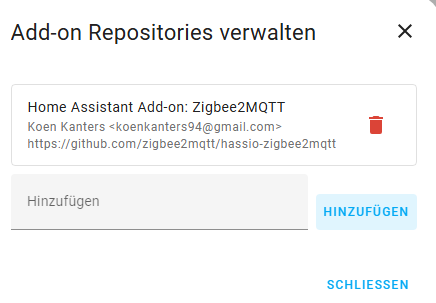 Add-on Repositories verwalten
Home Assistant Add-on: Zigbee2MQTT
Koen Kanters <koenkanters94@gmail.com>
https://github.com/zigbee2mqtt/hassio-zigbee2mqtt
Hinzufügen
HINZUFÜGEN
SCHLIESSEN